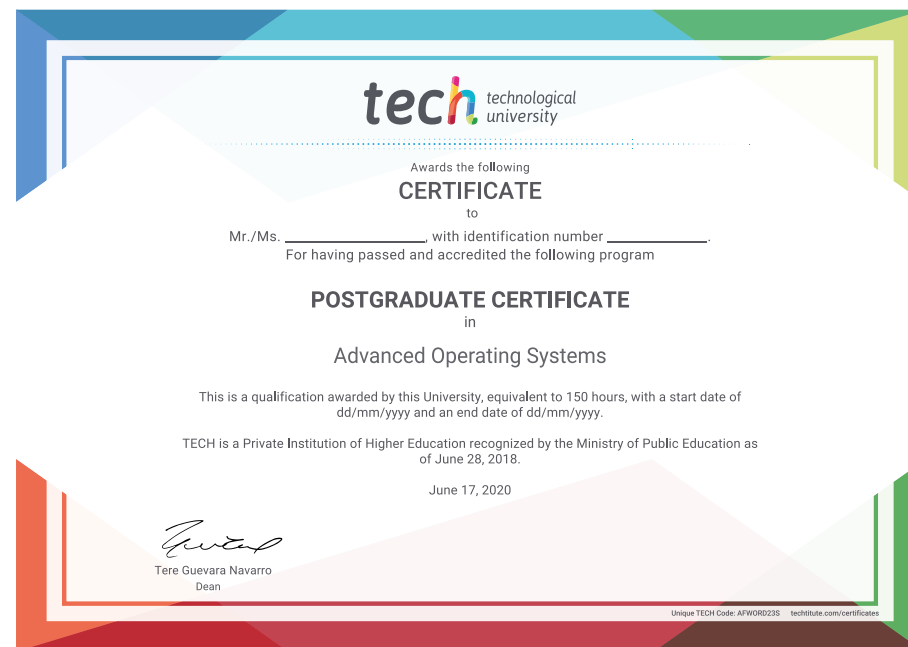 tech technological
university
Awards the following
CERTIFICATE
to
Mr./Ms. ____________________, with identification number ______________.
For having passed and accredited the following program
POSTGRADUATE CERTIFICATE
in
Advanced Operating Systems
This is a qualification awarded by this University, equivalent to 150 hours, with a start date of
dd/mm/yyyy and an end date of dd/mm/yyyy.
TECH is a Private Institution of Higher Education recognized by the Ministry of Public Education as
of June 28, 2018.
June 17, 2020
Tere Guevara Navarro
Dean
Unique TECH Code: AFWORD23S techtitute.com/certificates